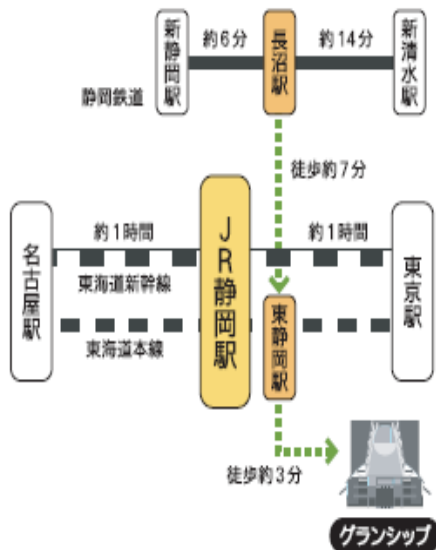 新静岡駅
約6分
長沼駅
約14分
新清水駅
静岡鉄道
徒歩約7分
名古屋駅
約1時間
東海道新幹線
東海道本線
JR静岡駅
約1時間
東静岡駅
東京駅
徒歩約3分
グランシップ